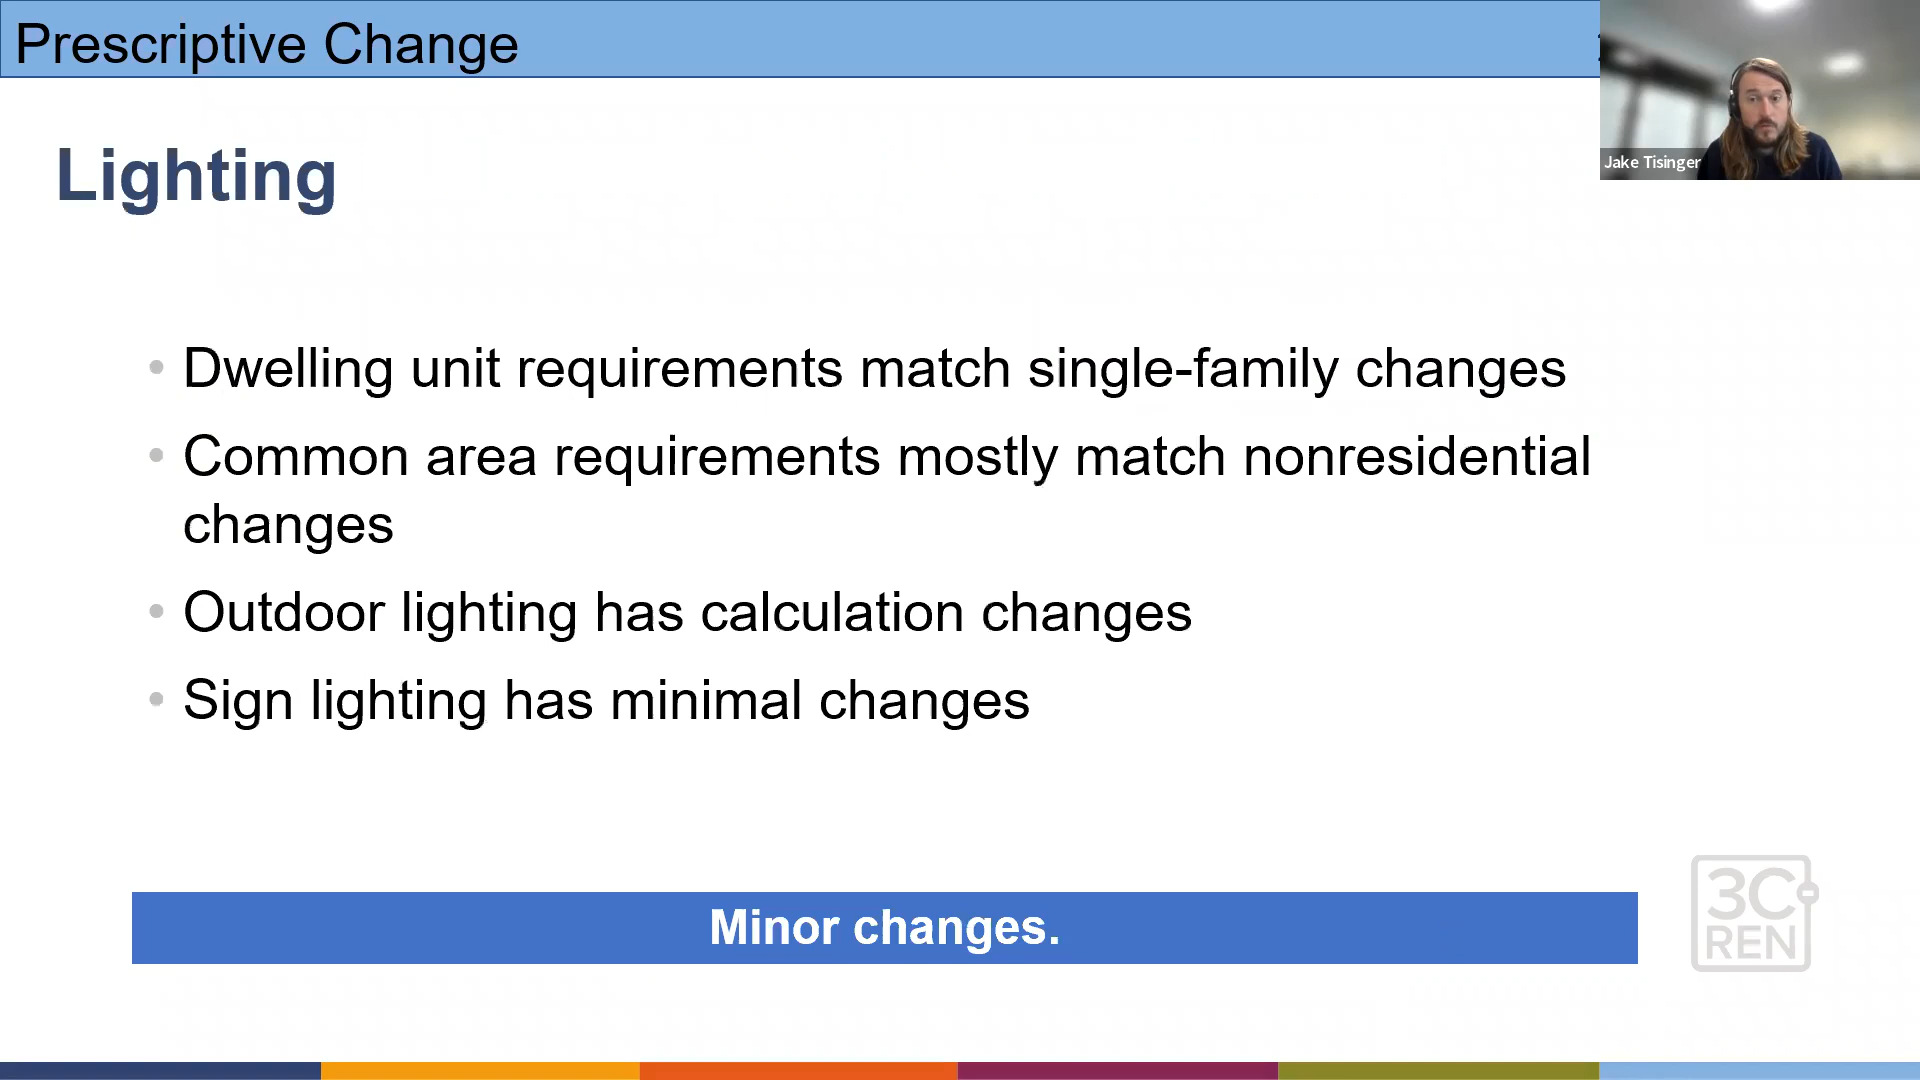 Prescriptive Change
Jake Tisinger
Lighting
• Dwelling unit requirements match single-family changes
• Common area requirements mostly match nonresidential
changes
• Outdoor lighting has calculation changes
• Sign lighting has minimal changes
Minor changes.
3C
REN